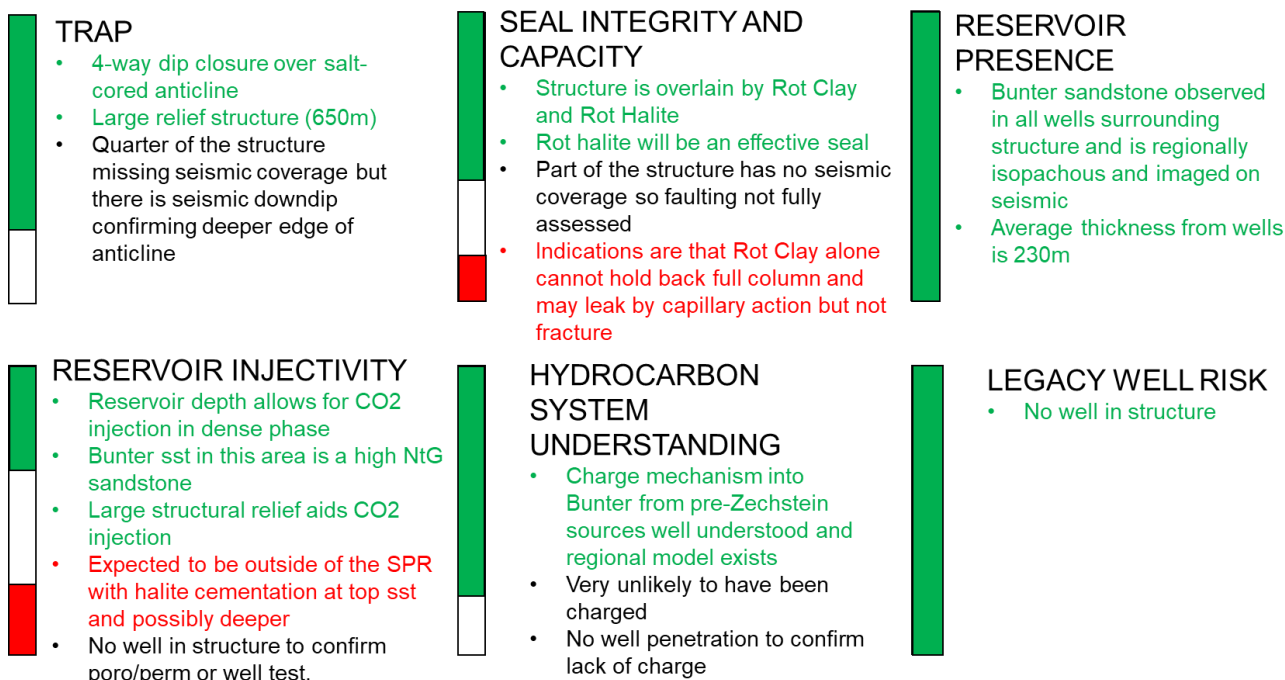 TRAP
• 4-way dip closure over salt-
cored anticline
• Large relief structure (650m)
• Quarter of the structure
missing seismic coverage but
there is seismic downdip
confirming deeper edge of
anticline
SEAL INTEGRITY AND
CAPACITY
• Structure is overlain by Rot Clay
and Rot Halite
• Rot halite will be an effective seal
• Part of the structure has no seismic
coverage so faulting not fully
assessed
• Indications are that Rot Clay alone
cannot hold back full column and
may leak by capillary action but not
fracture
RESERVOIR
PRESENCE
• Bunter sandstone observed
in all wells surrounding
structure and is regionally
isopachous and imaged on
seismic
• Average thickness from wells
is 230m
RESERVOIR INJECTIVITY
• Reservoir depth allows for CO2
injection in dense phase
• Bunter sst in this area is a high NtG
sandstone
• Large structural relief aids CO2
injection
• Expected to be outside of the SPR
with halite cementation at top sst
and possibly deeper
• No well in structure to confirm
poro/perm or well test.
HYDROCARBON
SYSTEM
UNDERSTANDING
• Charge mechanism into
Bunter from pre-Zechstein
sources well understood and
regional model exists
• Very unlikely to have been
charged
• No well penetration to confirm
lack of charge
LEGACY WELL RISK
• No well in structure